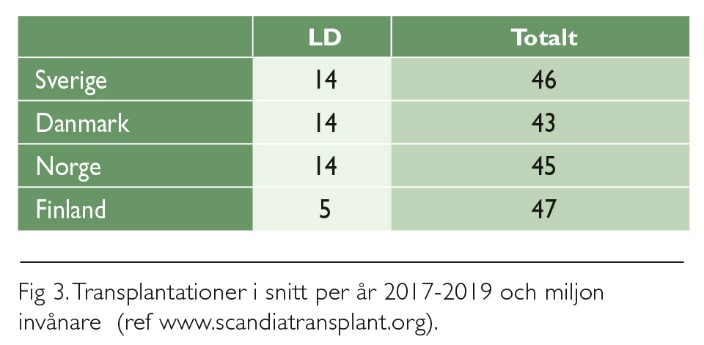 LD Totalt
Sverige 14 46
Danmark 14 43
Norge 14 45
Finland 5 47
Fig 3. Transplantationer i snitt per år 2017-2019 och miljon
invånare (ref www.scandiatransplant.org).